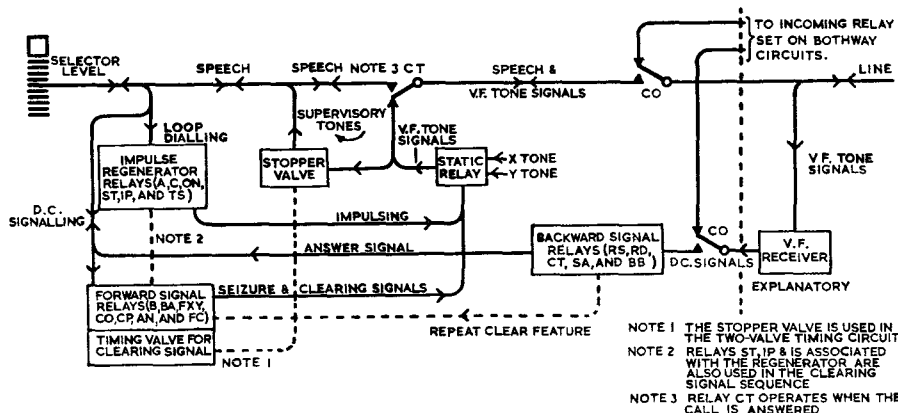 TO INCOMING RELAY
SET ON BOTHWAY
CIRCUITS.
SELECTOR
LEVEL
SPEECH
SPEECH NOTE 3 CT
SPEECH &
V.F. TONE SIGNALS
CO
LINE
LOOP
DIALLING
SUPERVISORY
TONES
V.F. TONE
SIGNALS
IMPULSE
REGENERATOR
RELAYS(A,C,ON,
ST,IP, AND TS)
STOPPER
VALVE
STATIC
RELAY
X TONE
Y TONE
V F. TONE
SIGNALS
D.C.
SIGNALLING
IMPULSING
NOTE 2
ANSWER SIGNAL
BACKWARD SIGNAL
RELAYS (RS,RD,
CT, SA, AND BB)
CO
DC. SIGNALS
V.F.
RECEIVER
FORWARD SIGNAL
RELAYS(B,BA,FXY,
CO,CP,AN,AND FC)
SEIZURE & CLEARING SIGNALS
TIMING VALVE FOR
CLEARING SIGNAL
NOTE 1
REPEAT CLEAR FEATURE
EXPLANATORY
NOTE 1 THE STOPPER VALVE IS USED IN
THE TWO-VALVE TIMING CIRCUIT
NOTE 2 RELAYS ST, IP & IS ASSOCIATED
WITH THE REGENERATOR ARE
ALSO USED IN THE CLEARING
SIGNAL SEQUENCE
NOTE 3 RELAY CT OPERATES WHEN THE
CALL IS ANSWERED